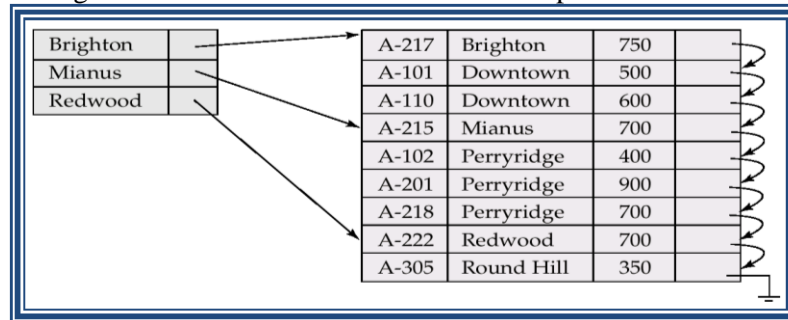 Brighton
Mianus
Redwood
A-217 Brighton 750
A-101 Downtown 500
A-110 Downtown 600
A-215 Mianus 700
A-102 Perryridge 400
A-201 Perryridge 900
A-218 Perryridge 700
A-222 Redwood 700
A-305 Round Hill 350